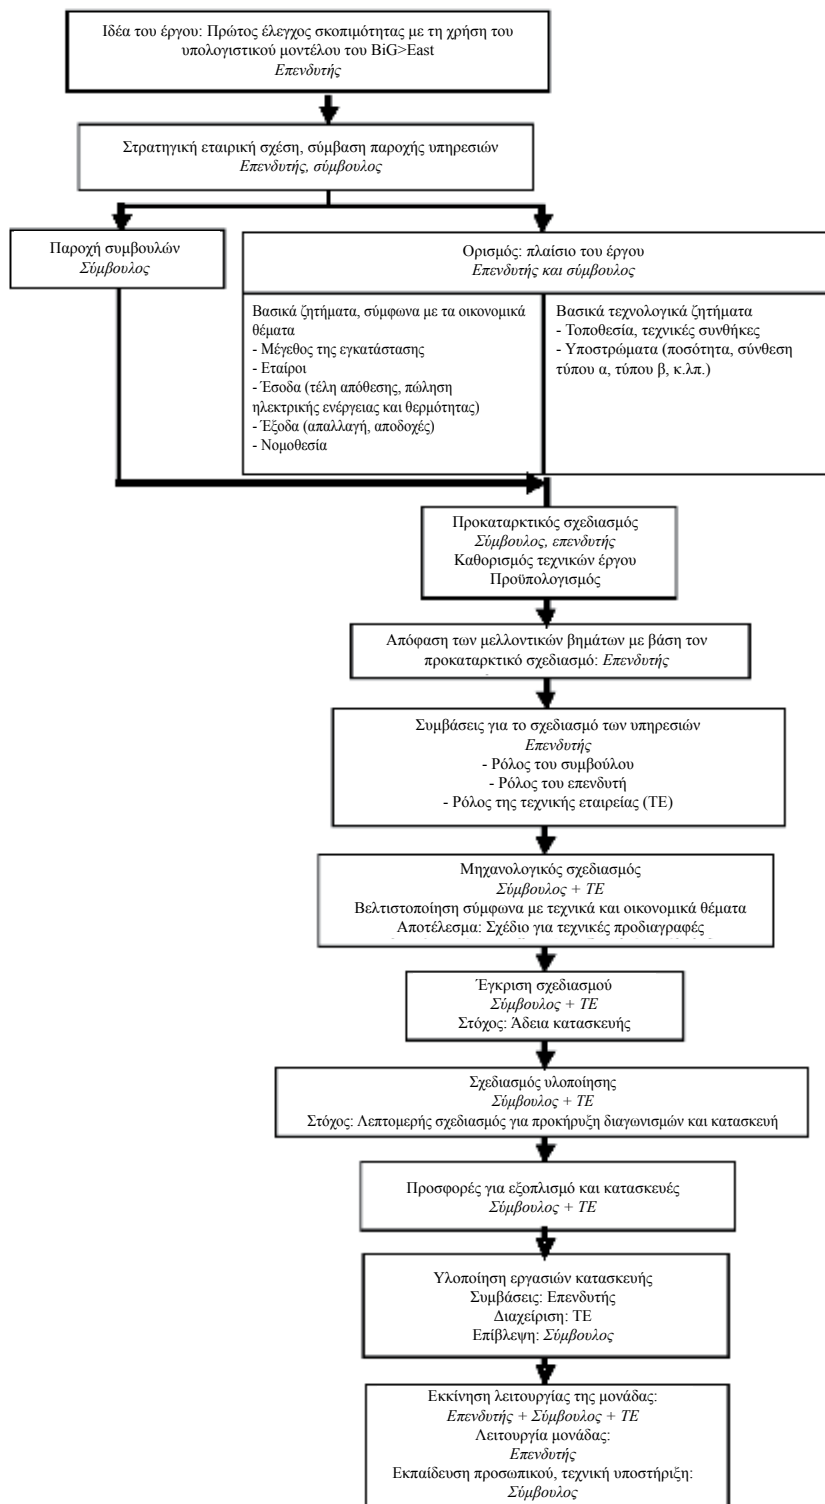 Ιδέα του έργου: Πρώτος έλεγχος σκοπιμότητας με τη χρήση του
υπολογιστικού μοντέλου του BiG>East
Επενδυτής
Στρατηγική εταιρική σχέση, σύμβαση παροχής υπηρεσιών
Επενδυτής, σύμβουλος
Παροχή συμβουλών
Σύμβουλος
Ορισμός: πλαίσιο του έργου
Επενδυτής και σύμβουλος
Βασικά ζητήματα, σύμφωνα με τα οικονομικά
θέματα
- Μέγεθος της εγκατάστασης
- Εταίροι
- Έσοδα (τέλη απόθεσης, πώληση
ηλεκτρικής ενέργειας και θερμότητας)
- Έξοδα (απαλλαγή, αποδοχές)
- Νομοθεσία
Βασικά τεχνολογικά ζητήματα
- Τοποθεσία, τεχνικές συνθήκες
- Υποστρώματα (ποσότητα, σύνθεση
τύπου α, τύπου β, κ.λπ.)
Προκαταρκτικός σχεδιασμός
Σύμβουλος, επενδυτής
Καθορισμός τεχνικών έργου
Προϋπολογισμός
Απόφαση των μελλοντικών βημάτων με βάση τον
προκαταρκτικό σχεδιασμό: Επενδυτής
Συμβάσεις για το σχεδιασμό των υπηρεσιών
Επενδυτής
- Ρόλος του συμβούλου
- Ρόλος του επενδυτή
- Ρόλος της τεχνικής εταιρείας (ΤΕ)
Μηχανολογικός σχεδιασμός
Σύμβουλος + ΤΕ
Βελτιστοποίηση σύμφωνα με τεχνικά και οικονομικά θέματα
Αποτέλεσμα: Σχέδιο για τεχνικές προδιαγραφές
Έγκριση σχεδιασμού
Σύμβουλος + ΤΕ
Στόχος: Άδεια κατασκευής
Σχεδιασμός υλοποίησης
Σύμβουλος + ΤΕ
Στόχος: Λεπτομερής σχεδιασμός για προκήρυξη διαγωνισμών και κατασκευή
Προσφορές για εξοπλισμό και κατασκευές
Σύμβουλος + ΤΕ
Υλοποίηση εργασιών κατασκευής
Συμβάσεις: Επενδυτής
Διαχείριση: ΤΕ
Επίβλεψη: Σύμβουλος
Εκκίνηση λειτουργίας της μονάδας:
Επενδυτής + Σύμβουλος + ΤΕ
Λειτουργία μονάδας:
Επενδυτής
Εκπαίδευση προσωπικού, τεχνική υποστήριξη:
Σύμβουλος